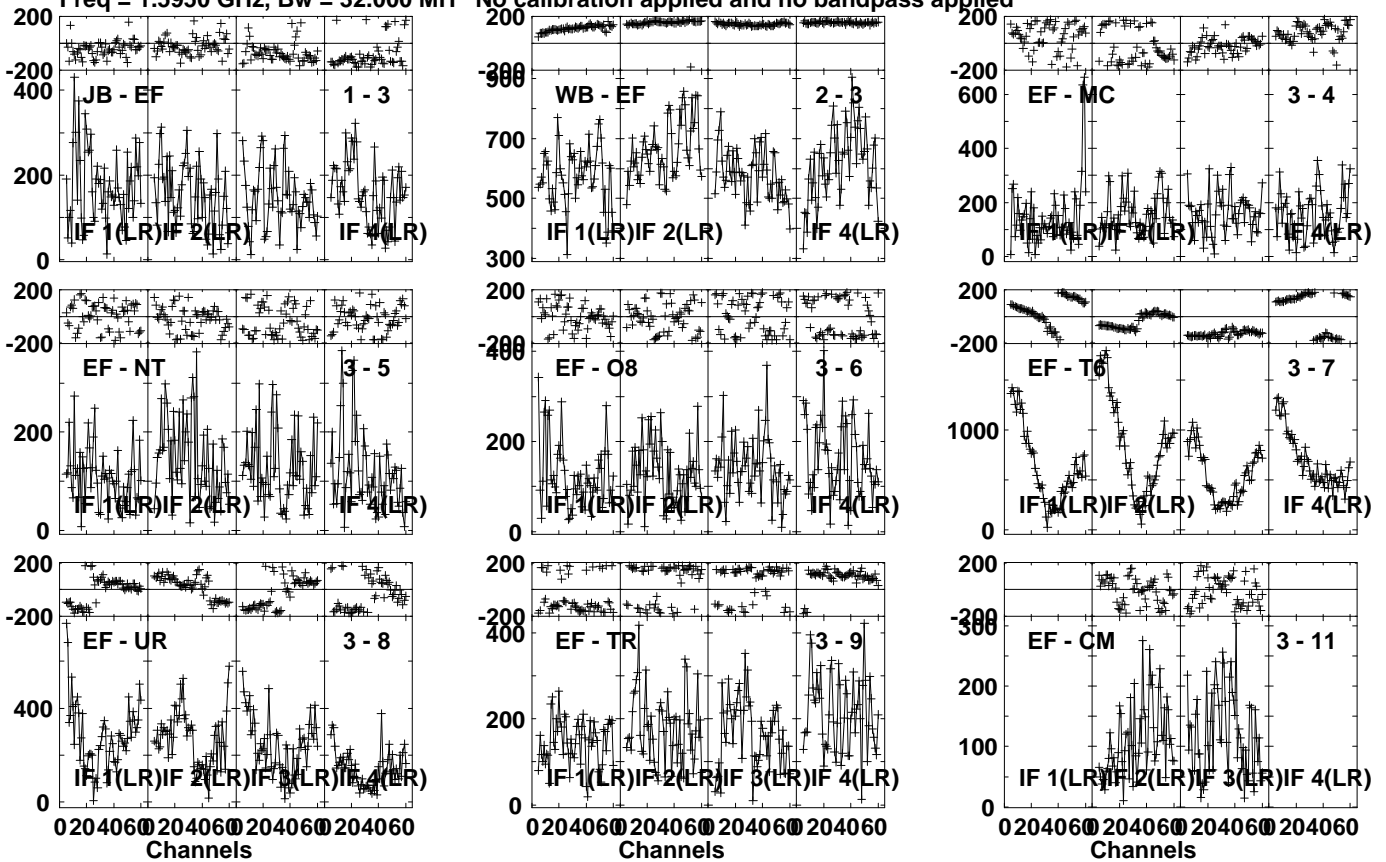 Freq = 1.5950 GHz, Bw = 32.000 MH No calibration applied and no bandpass applied
200
-200
400
200
0
JB - EF
1 - 3
IF 1(LR)
IF 2(LR)
IF 4(LR)
200
-200
900
700
500
300
WB - EF
2 - 3
IF 1(LR)
IF 2(LR)
IF 4(LR)
200
-200
600
400
200
0
EF - MC
3 - 4
IF 1(LR)
IF 2(LR)
IF 4(LR)
200
-200
200
0
EF - NT
3 - 5
IF 1(LR)
IF 2(LR)
IF 4(LR)
200
-200
400
200
0
EF - O8
3 - 6
IF 1(LR)
IF 2(LR)
IF 4(LR)
200
-200
1000
0
EF - T6
3 - 7
IF 1(LR)
IF 2(LR)
IF 4(LR)
200
-200
400
0
EF - UR
3 - 8
IF 1(LR)
IF 2(LR)
IF 3(LR)
IF 4(LR)
0 20 40 60 0 20 40 60 0 20 40 60 0 20 40 60
Channels
200
-200
400
200
0
EF - TR
3 - 9
IF 1(LR)
IF 2(LR)
IF 3(LR)
IF 4(LR)
0 20 40 60 0 20 40 60 0 20 40 60 0 20 40 60
Channels
200
-200
300
200
100
0
EF - CM
3 - 11
IF 1(LR)
IF 2(LR)
IF 3(LR)
IF 4(LR)
0 20 40 60 0 20 40 60 0 20 40 60 0 20 40 60
Channels